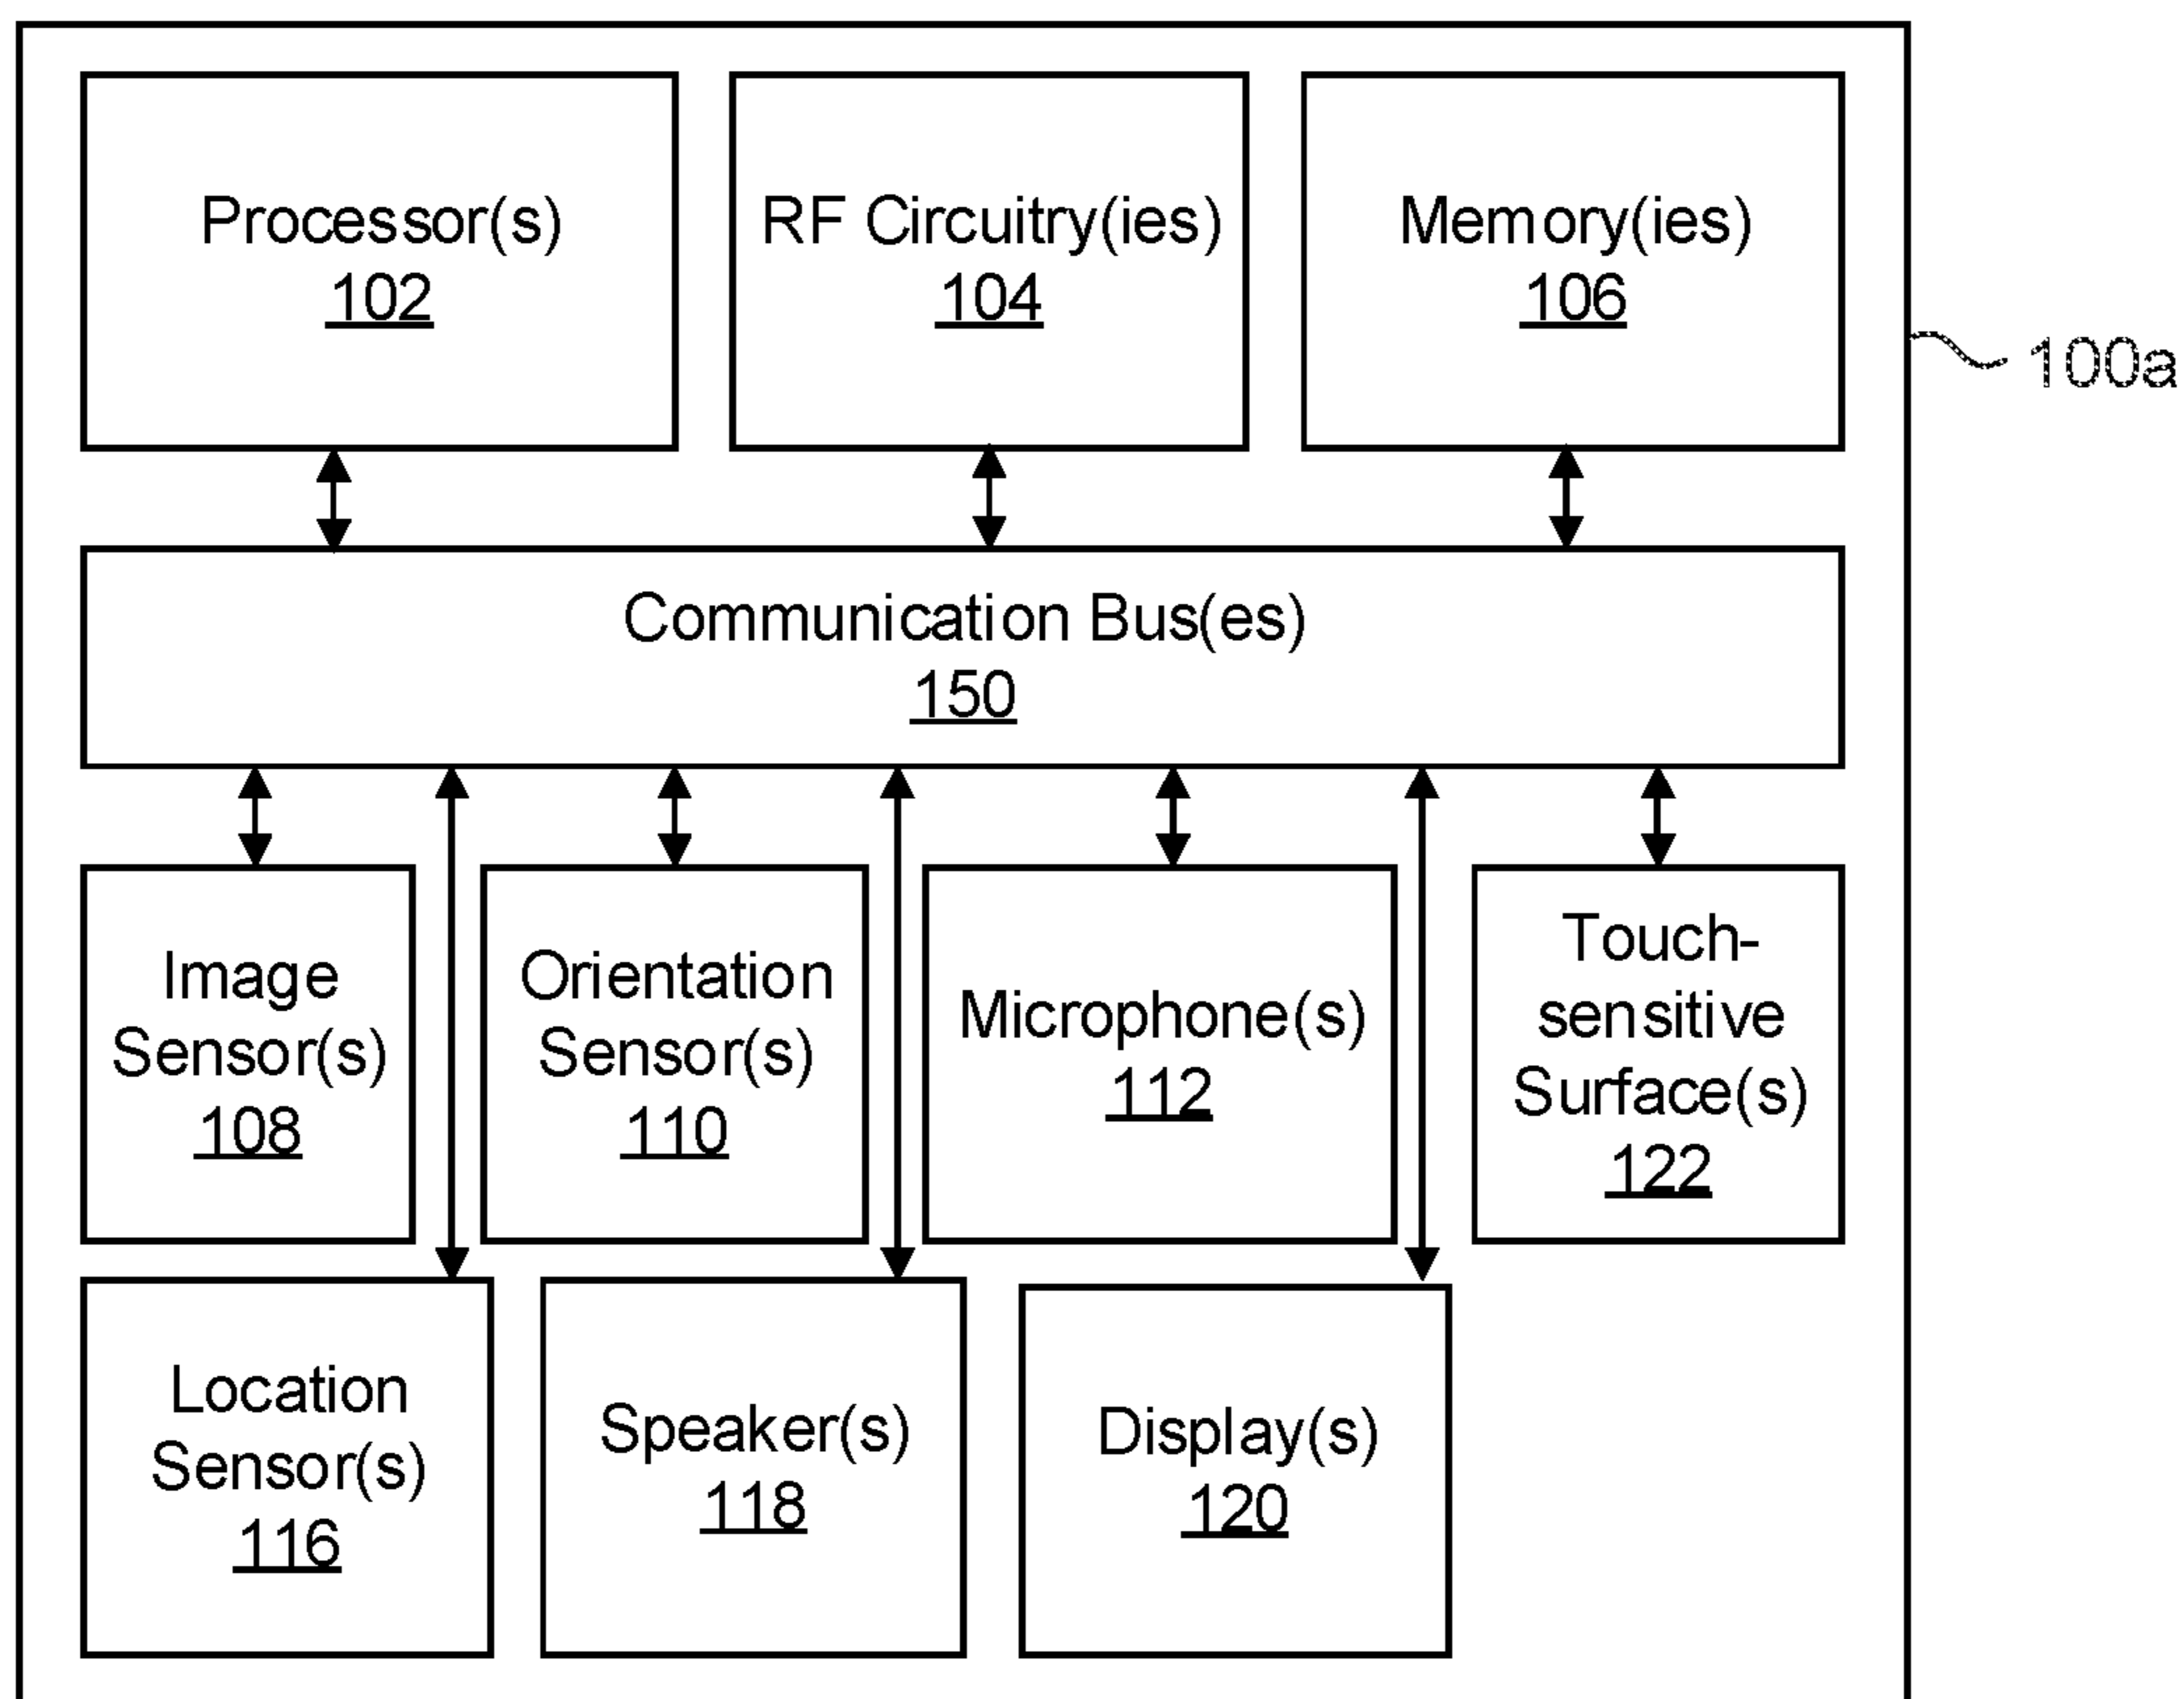 Processor(s)
102
RF Circuitry(ies)
104
Memory(ies)
106
100a
Communication Bus(es)
150
Image
Sensor(s)
108
Orientation
Sensor(s)
110
Microphone(s)
112
Touch-
sensitive
Surface(s)
122
Location
Sensor(s)
116
Speaker(s)
118
Display(s)
120